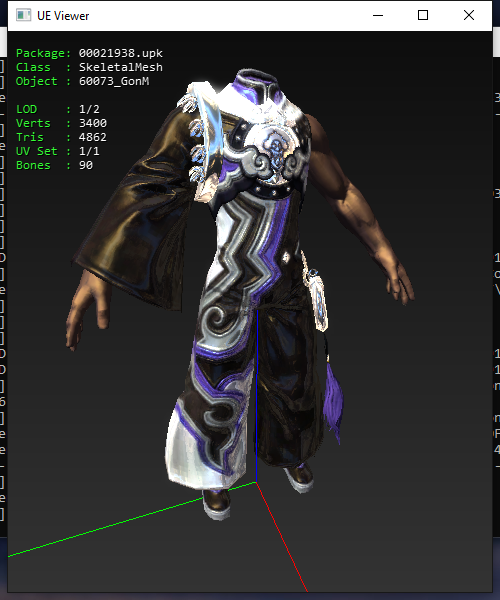 UE Viewer
Package: 00021938.upk
Class : SkeletalMesh
Object : 60073_GonM
LOD : 1/2
Verts : 3400
Tris : 4862
UV Set : 1/1
Bones : 90